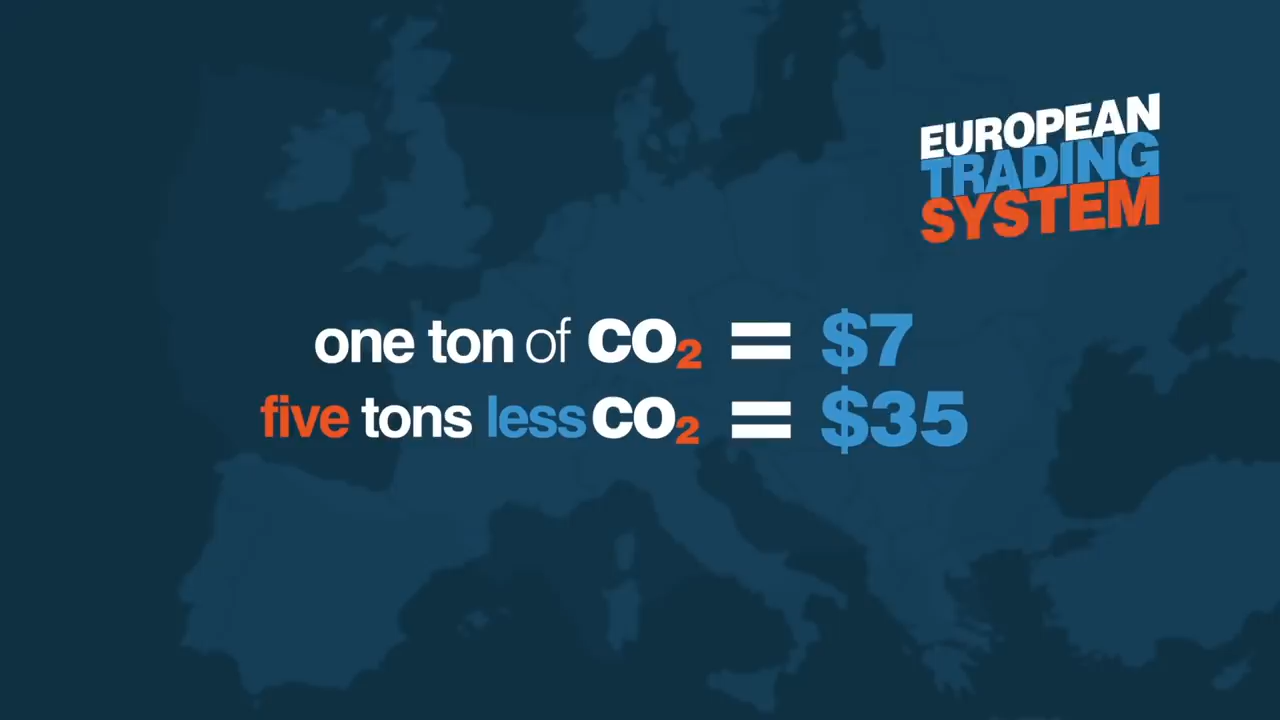 EUROPEAN
TRADING
SYSTEM
one ton of CO₂ = $7
five tons less CO₂ = $35